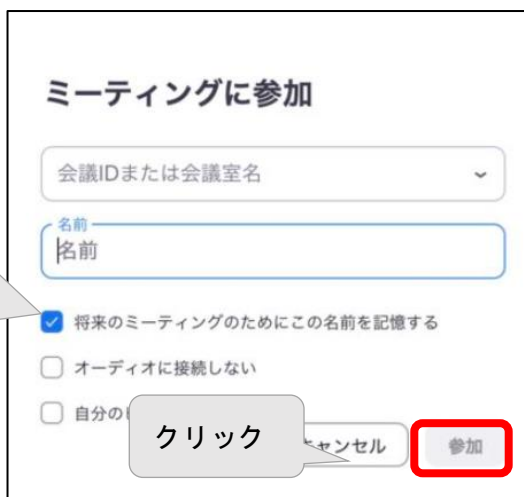 ミーティングに参加
会議IDまたは会議室名
名前
名前
将来のミーティングのためにこの名前を記憶する
オーディオに接続しない
自分の
クリック
キャンセル
参加